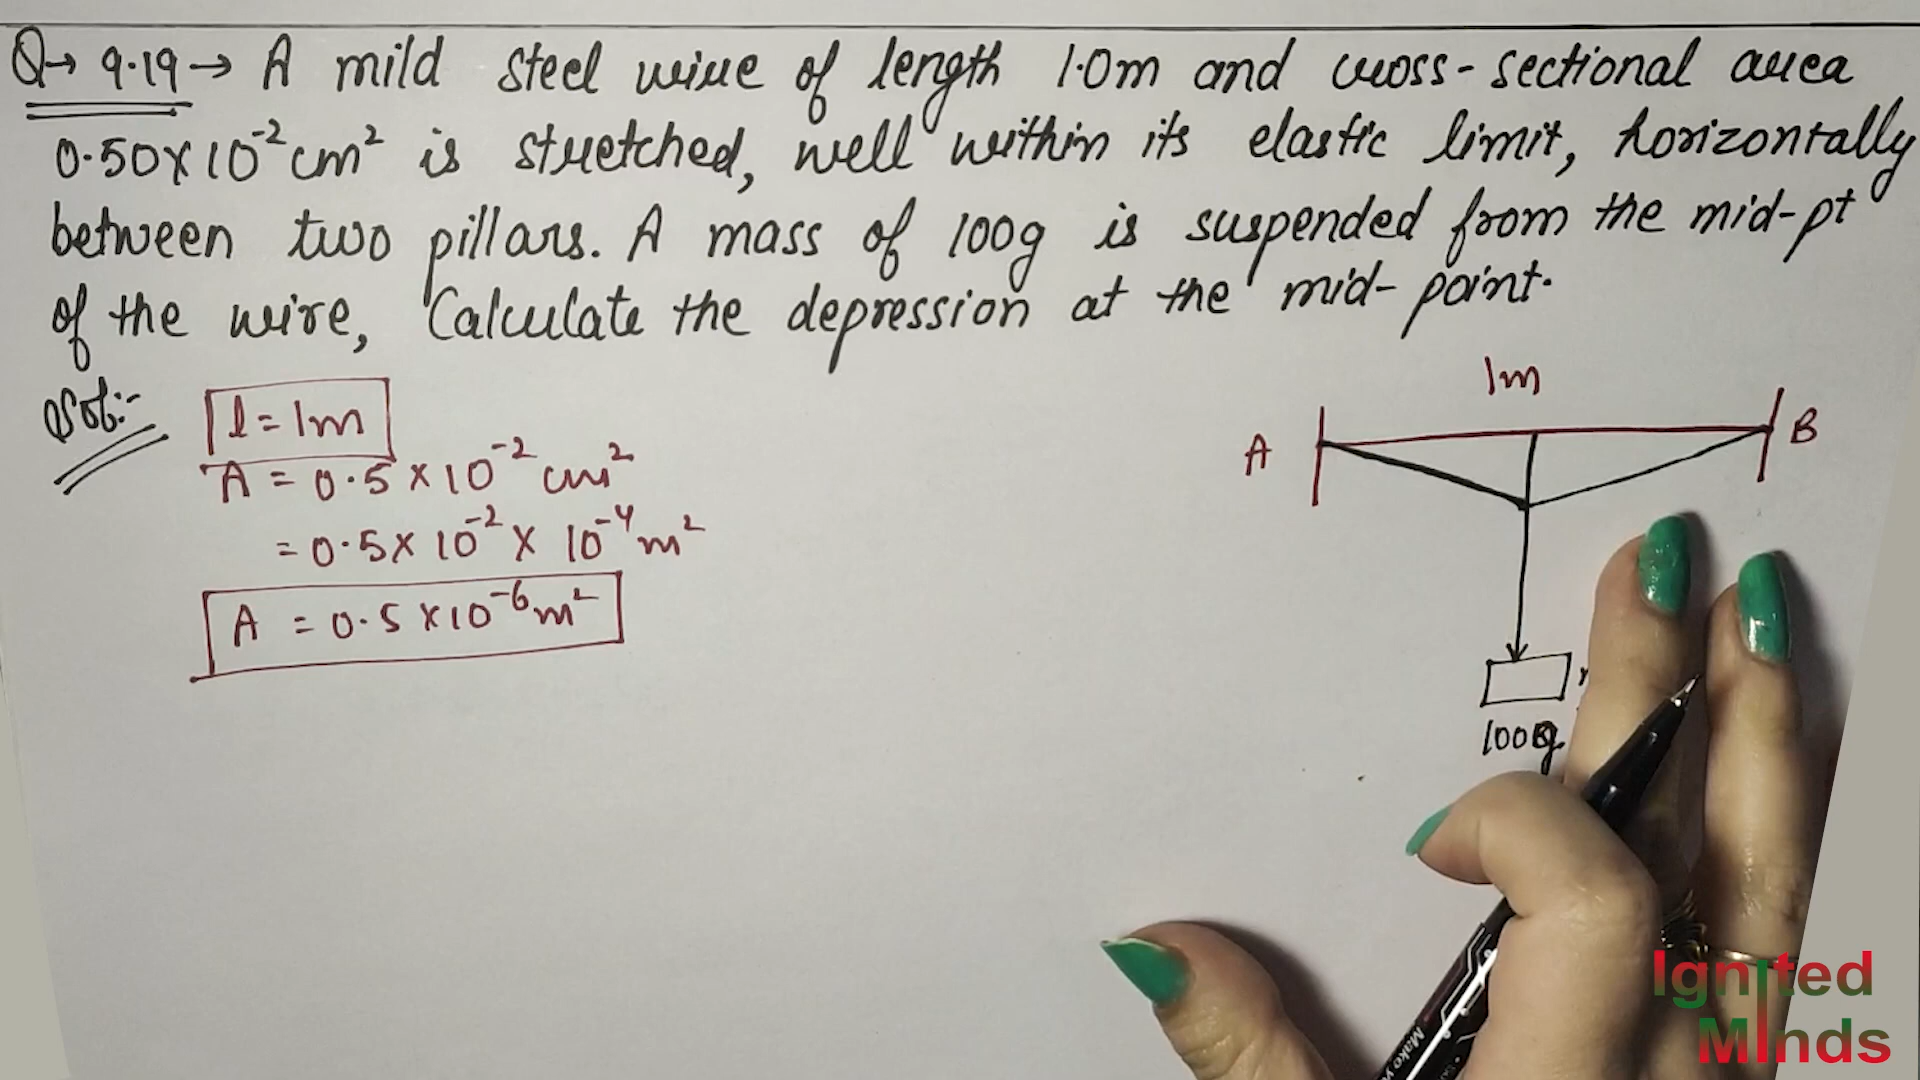 Q→ 9.19→ A mild steel wire of length 1.0m and cross-sectional area
0.50×10⁻² cm² is stretched, well within its elastic limit, horizontally
between two pillars. A mass of 100g is suspended from the mid-pt
of the wire, Calculate the depression at the mid-point.
Sol:-
l = 1m
A = 0.5 × 10⁻² cm²
= 0.5 × 10⁻² × 10⁻⁴ m²
A = 0.5 × 10⁻⁶ m²
1m
A
B
100g
Make
Ignited
Minds